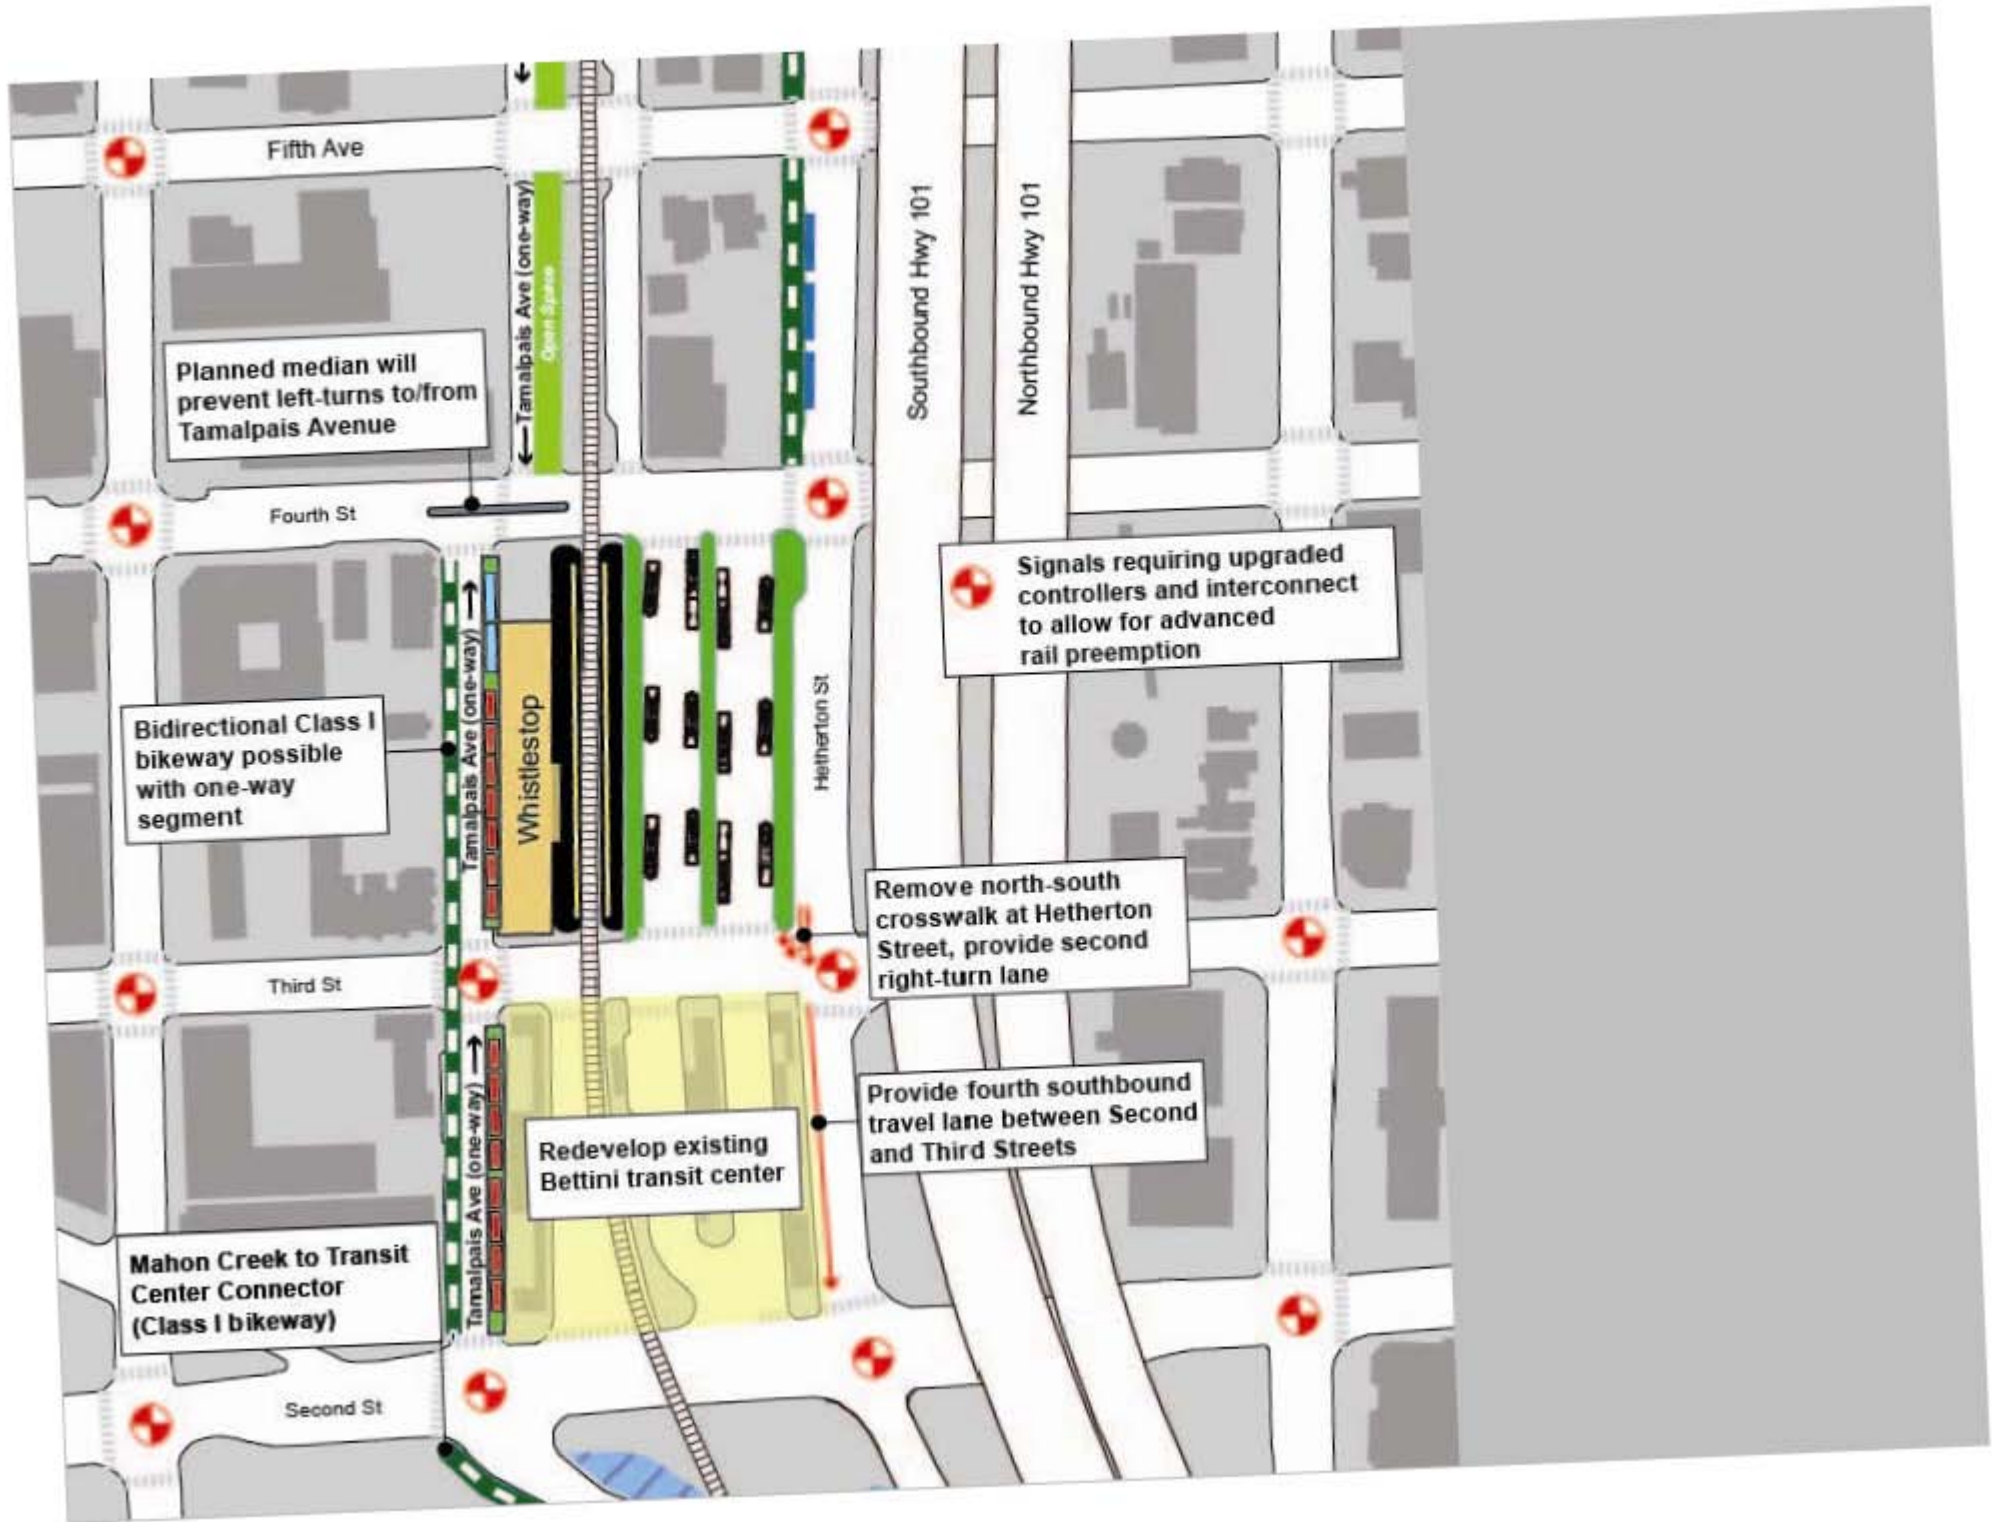 Fifth Ave
Tamalpais Ave (one-way)
Open Space
Southbound Hwy 101
Northbound Hwy 101
Planned median will
prevent left-turns to/from
Tamalpais Avenue
Fourth St
Signals requiring upgraded
controllers and interconnect
to allow for advanced
rail preemption
Bidirectional Class I
bikeway possible
with one-way
segment
Tamalpais Ave (one-way)
Whistlestop
Hetherton St
Remove north-south
crosswalk at Hetherton
Street, provide second
right-turn lane
Third St
Provide fourth southbound
travel lane between Second
and Third Streets
Redevelop existing
Bettini transit center
Tamalpais Ave (one-way)
Mahon Creek to Transit
Center Connector
(Class I bikeway)
Second St